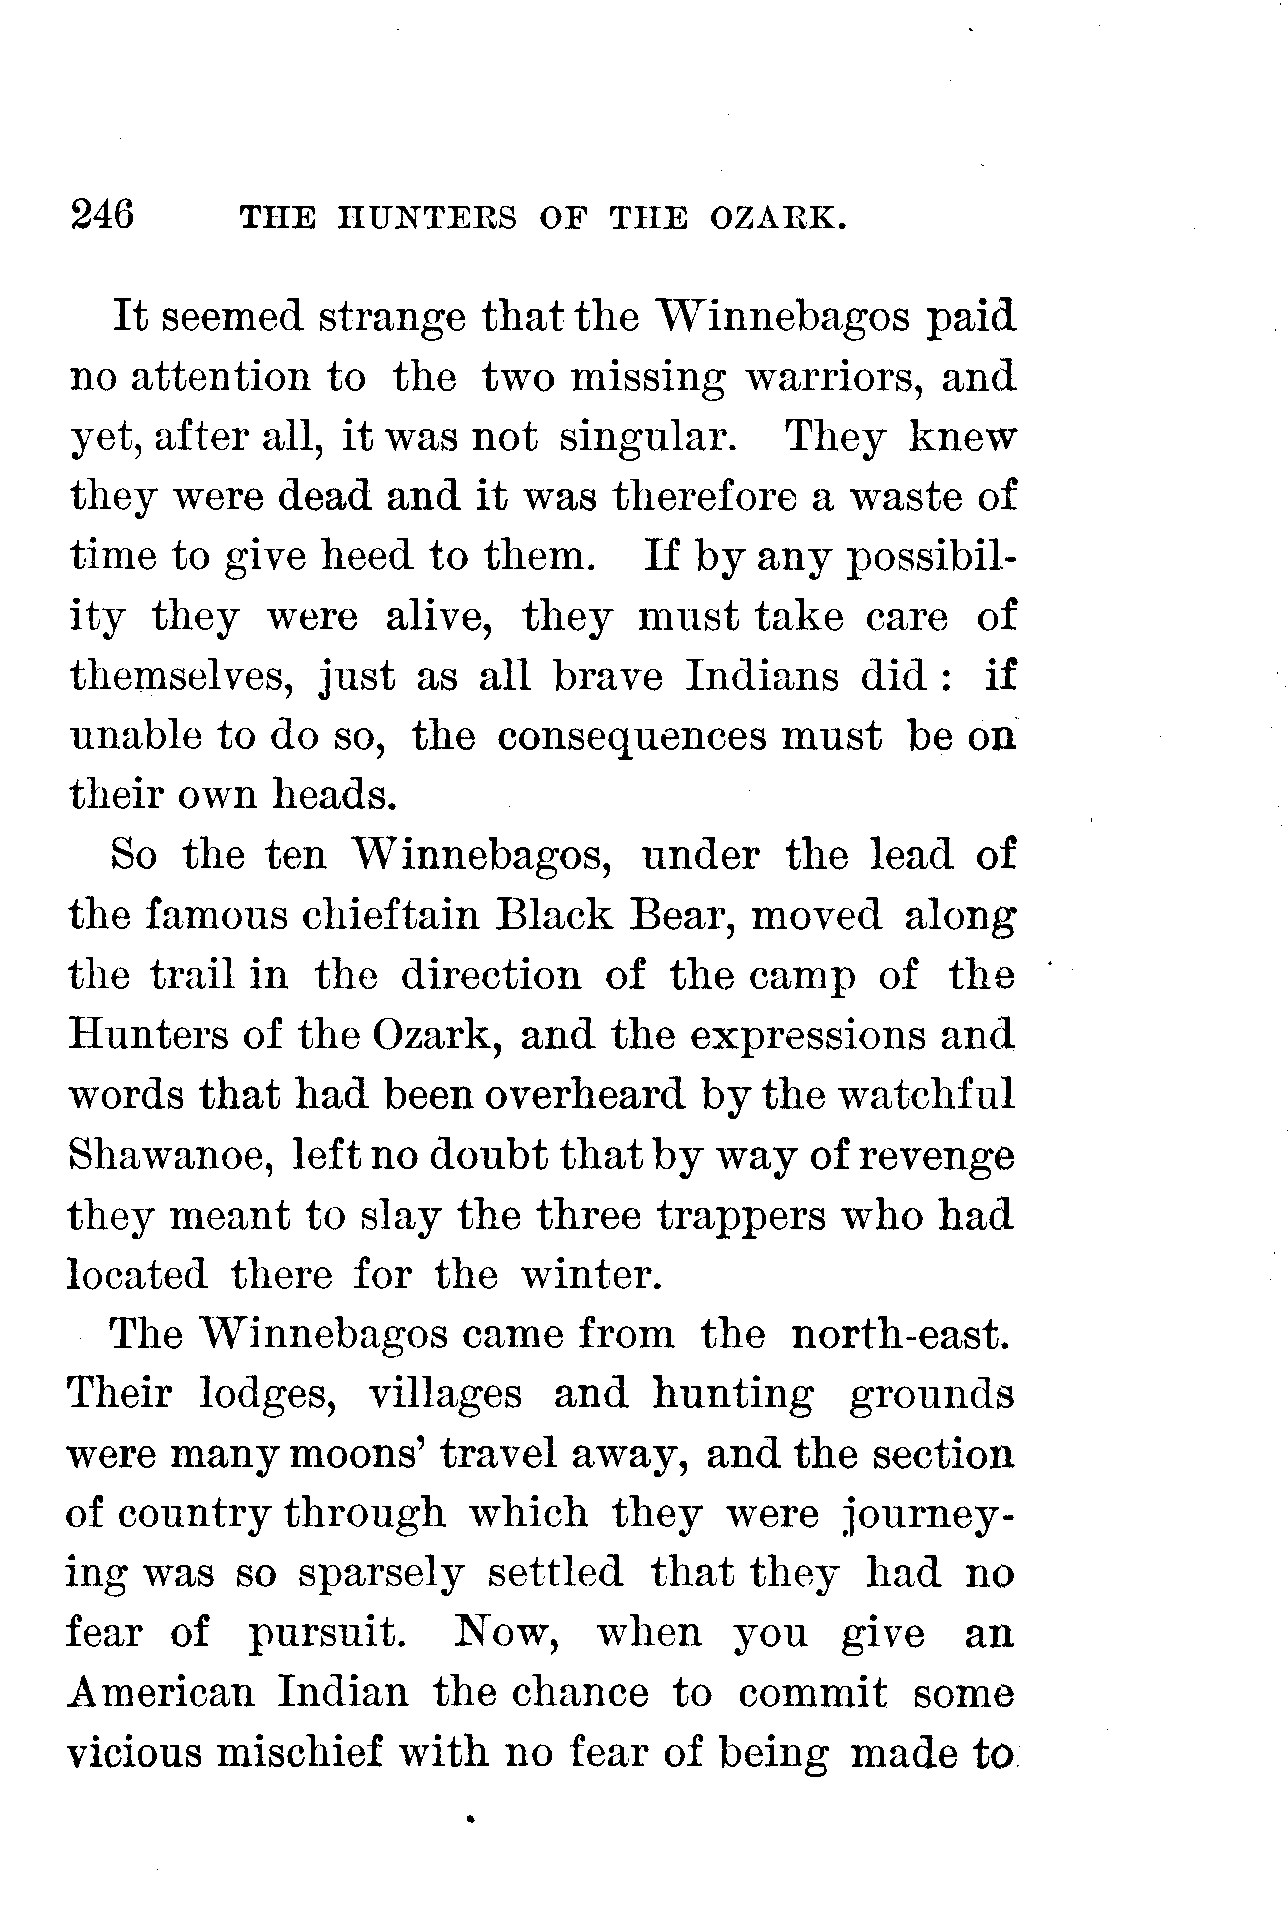 246 THE HUNTERS OF THE OZARK.
It seemed strange that the Winnebagos paid
no attention to the two missing warriors, and
yet, after all, it was not singular. They knew
they were dead and it was therefore a waste of
time to give heed to them. If by any possibil-
ity they were alive, they must take care of
themselves, just as all brave Indians did : if
unable to do so, the consequences must be on
their own heads.
So the ten Winnebagos, under the lead of
the famous chieftain Black Bear, moved along
the trail in the direction of the camp of the
Hunters of the Ozark, and the expressions and
words that had been overheard by the watchful
Shawanoe, left no doubt that by way of revenge
they meant to slay the three trappers who had
located there for the winter.
The Winnebagos came from the north-east.
Their lodges, villages and hunting grounds
were many moons' travel away, and the section
of country through which they were journey-
ing was so sparsely settled that they had no
fear of pursuit. Now, when you give an
American Indian the chance to commit some
vicious mischief with no fear of being made to